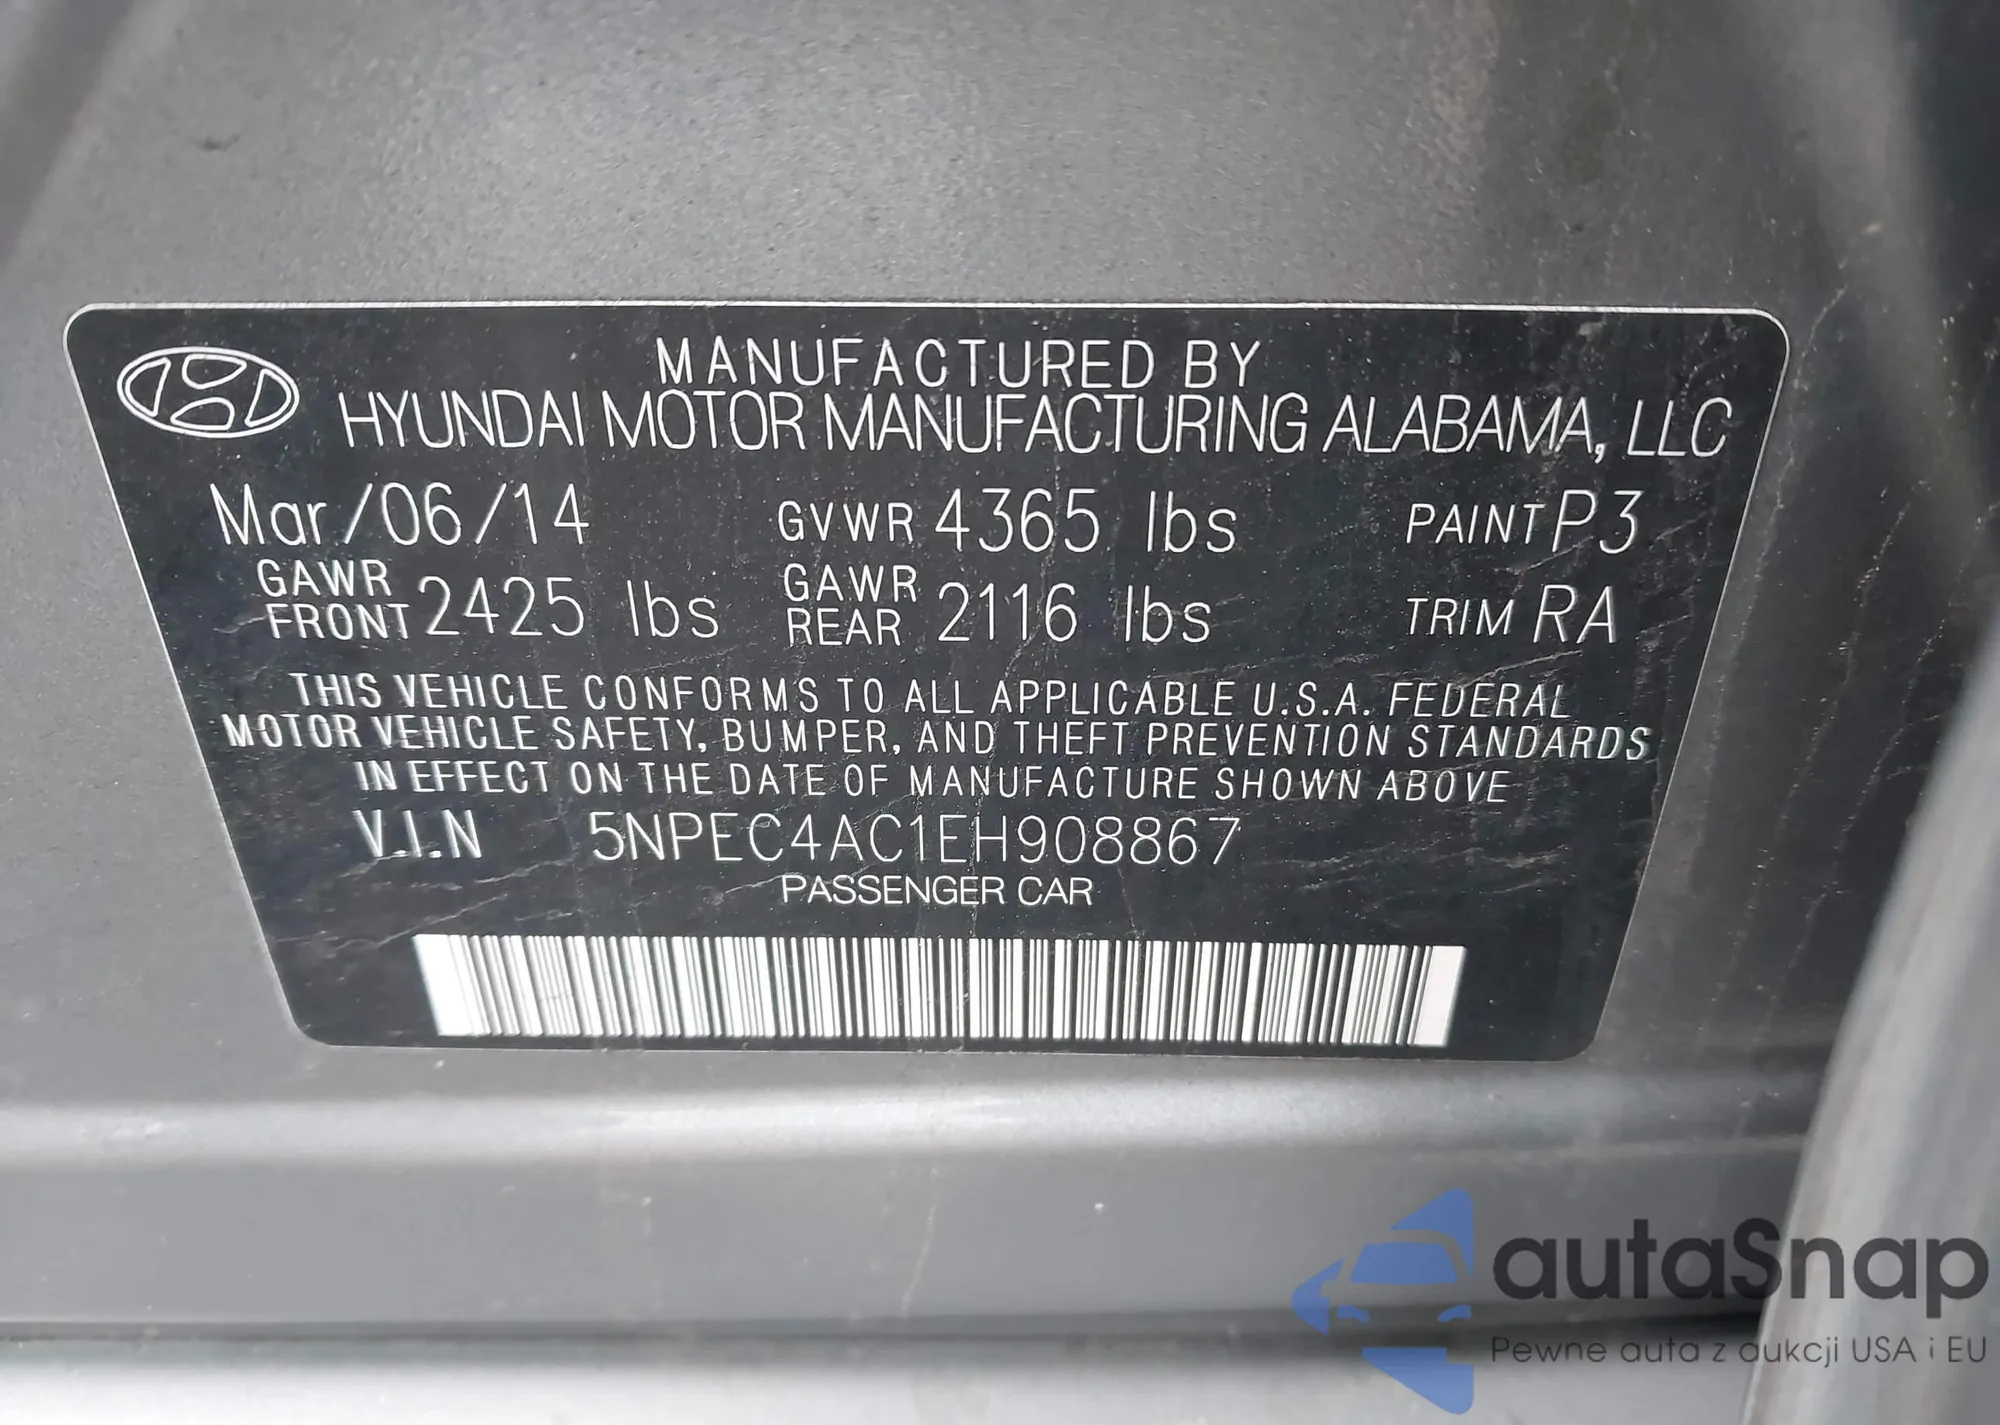 MANUFACTURED BY
HYUNDAI MOTOR MANUFACTURING ALABAMA, LLC
Mar/06/14 GVWR 4365 lbs PAINT P3
GAWR FRONT 2425 lbs GAWR REAR 2116 lbs TRIM RA
THIS VEHICLE CONFORMS TO ALL APPLICABLE U.S.A. FEDERAL
MOTOR VEHICLE SAFETY, BUMPER, AND THEFT PREVENTION STANDARDS
IN EFFECT ON THE DATE OF MANUFACTURE SHOWN ABOVE
V.I.N 5NPEC4AC1EH908867
PASSENGER CAR
autaSnap
Pewne auta z aukcji USA i EU